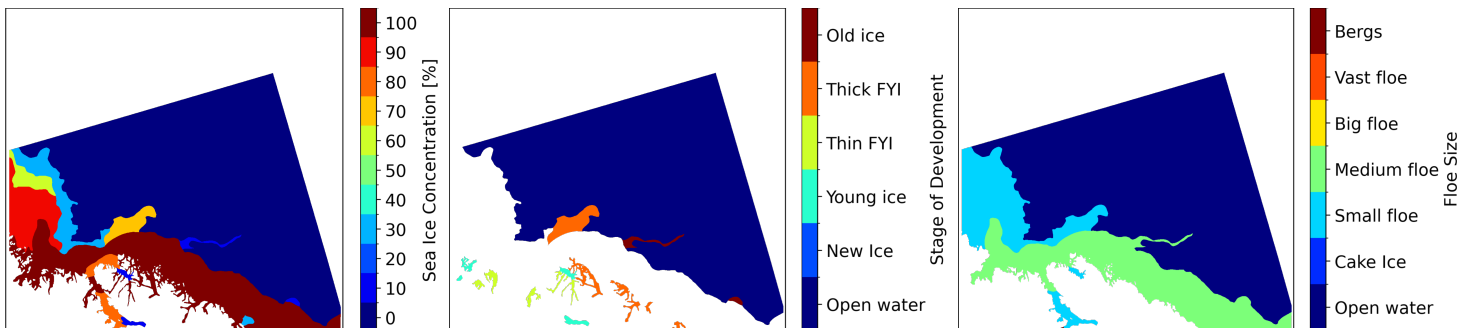 100
90
80
70
60
50
40
30
20
10
0
Sea Ice Concentration [%]
Old ice
Thick FYI
Thin FYI
Young ice
New Ice
Open water
Stage of Development
Bergs
Vast floe
Big floe
Medium floe
Small floe
Cake Ice
Open water
Floe Size